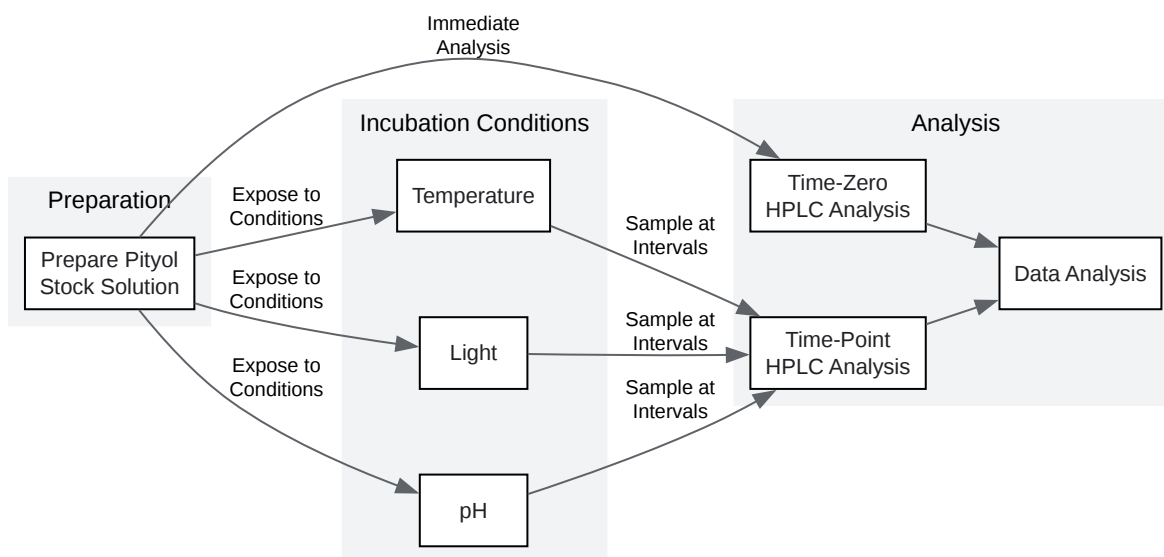 Immediate
Analysis
Preparation
Prepare Pityol
Stock Solution
Expose to
Conditions
Expose to
Conditions
Expose to
Conditions
Incubation Conditions
Temperature
Light
pH
Sample at
Intervals
Sample at
Intervals
Sample at
Intervals
Analysis
Time-Zero
HPLC Analysis
Time-Point
HPLC Analysis
Data Analysis